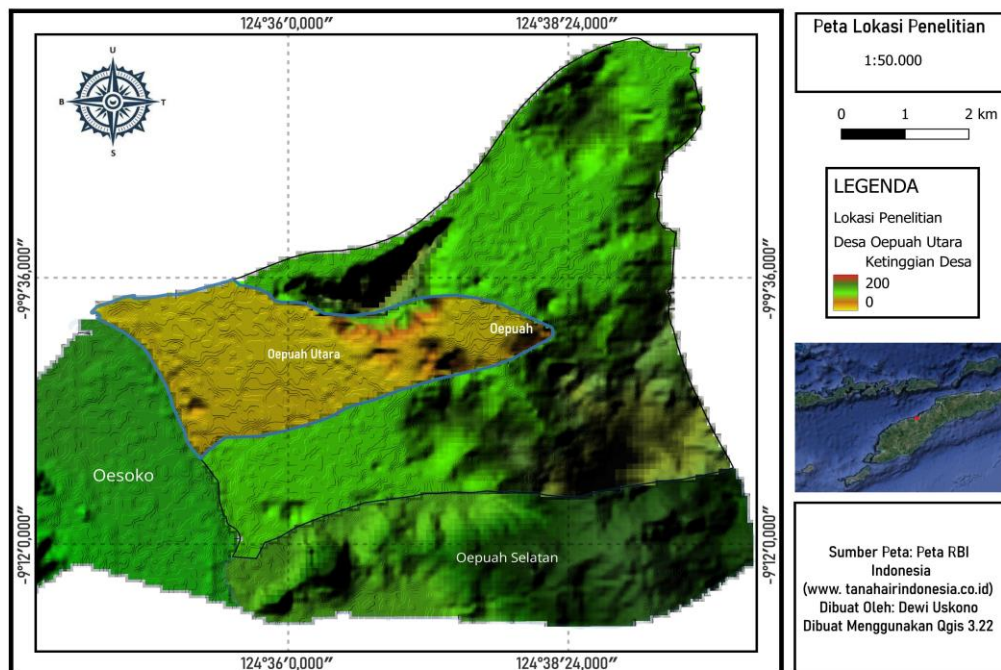 124°36′0,000″
124°38′24,000″
U
B
T
S
-9°9′36,000″
-9°9′36,000″
Oepuah
Oepuah Utara
Oesoko
Oepuah Selatan
-9°12′0,000″
-9°12′0,000″
124°36′0,000″
124°38′24,000″
Peta Lokasi Penelitian
1:50.000
0 1 2 km
LEGENDA
Lokasi Penelitian
Desa Oepuah Utara
Ketinggian Desa
200
0
Sumber Peta: Peta RBI
Indonesia
(www. tanahairindonesia.co.id)
Dibuat Oleh: Dewi Uskono
Dibuat Menggunakan Qgis 3.22